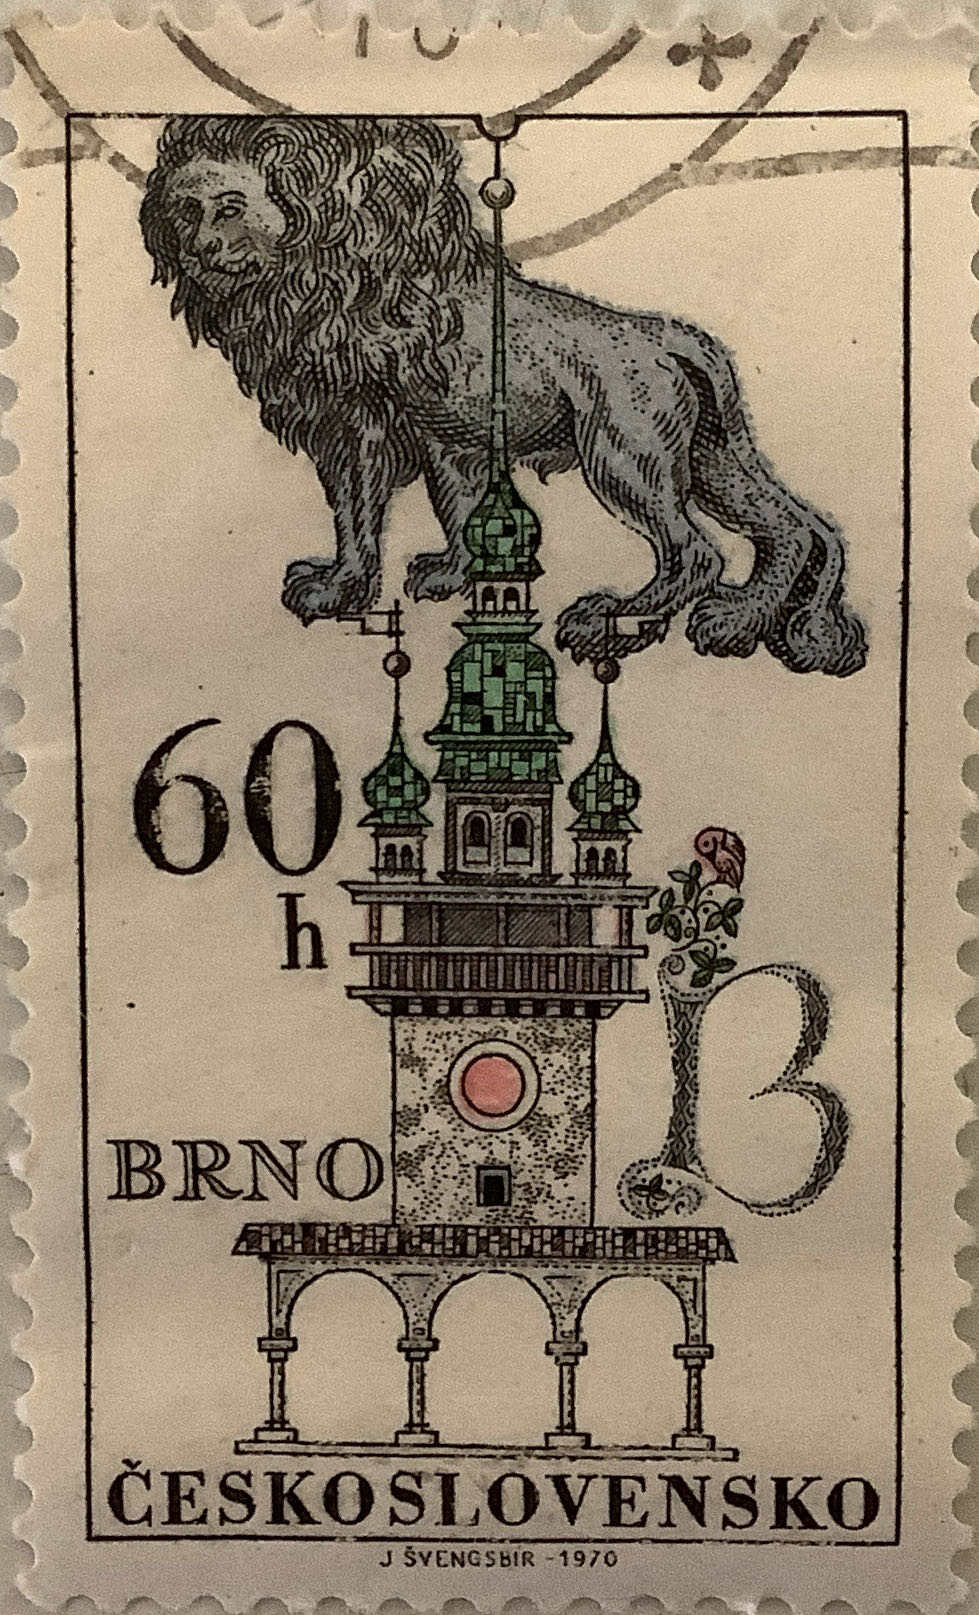 60
h
B
BRNO
ČESKOSLOVENSKO
J ŠVENGSBÍR - 1970